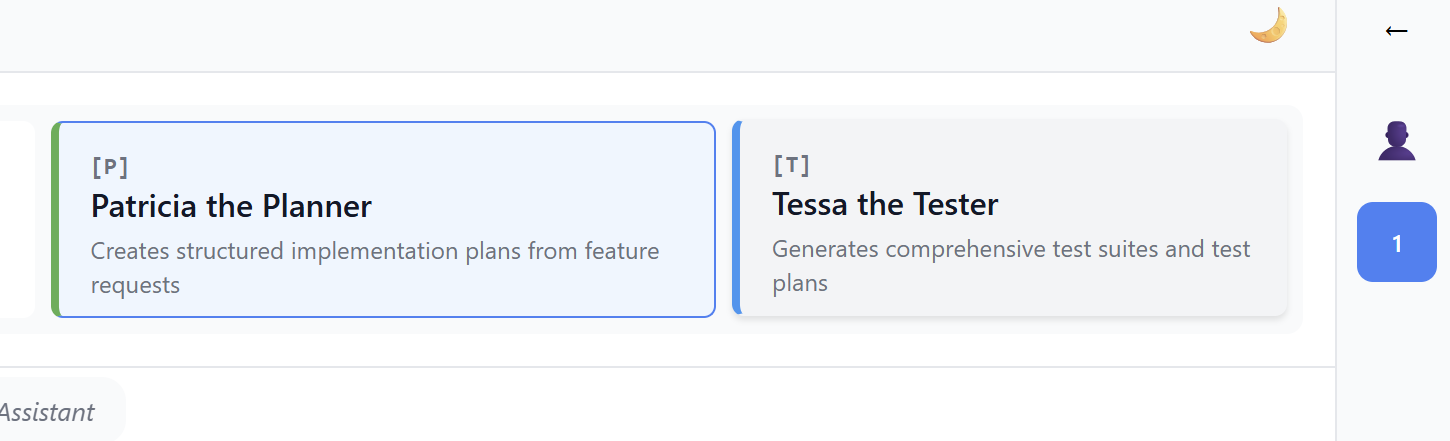 ←
[P]
Patricia the Planner
Creates structured implementation plans from feature
requests
[T]
Tessa the Tester
Generates comprehensive test suites and test
plans
1
Assistant